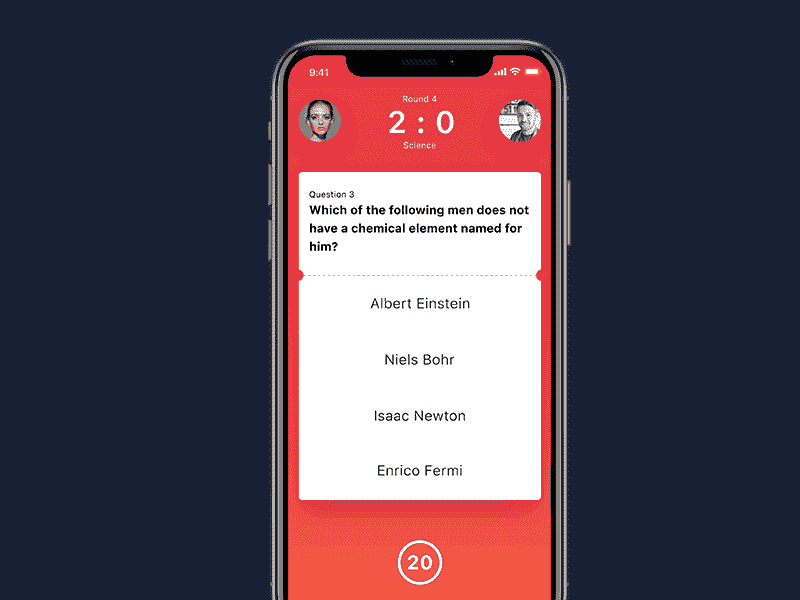 9:41
Round 4
2 : 0
Science
Question 3
Which of the following men does not
have a chemical element named for
him?
Albert Einstein
Niels Bohr
Isaac Newton
Enrico Fermi
20